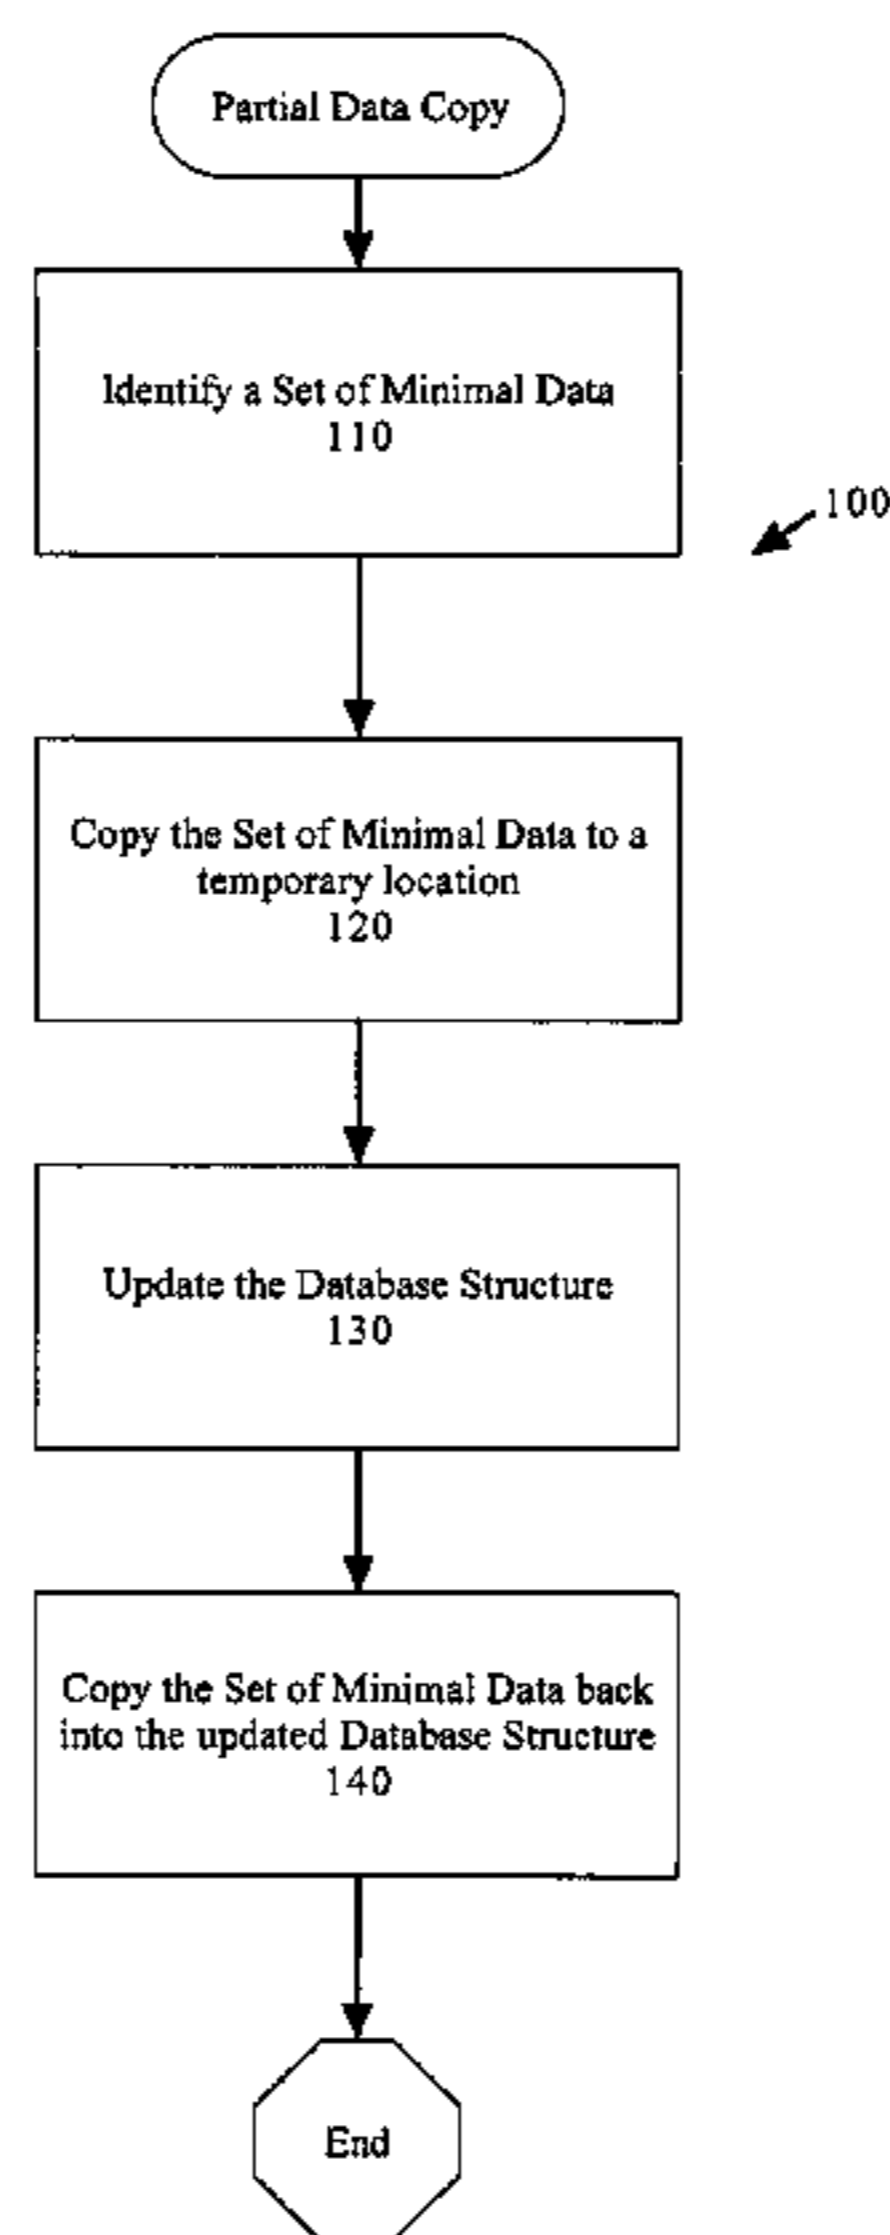 Partial Data Copy
Identify a Set of Minimal Data
110
100
Copy the Set of Minimal Data to a
temporary location
120
Update the Database Structure
130
Copy the Set of Minimal Data back
into the updated Database Structure
140
End